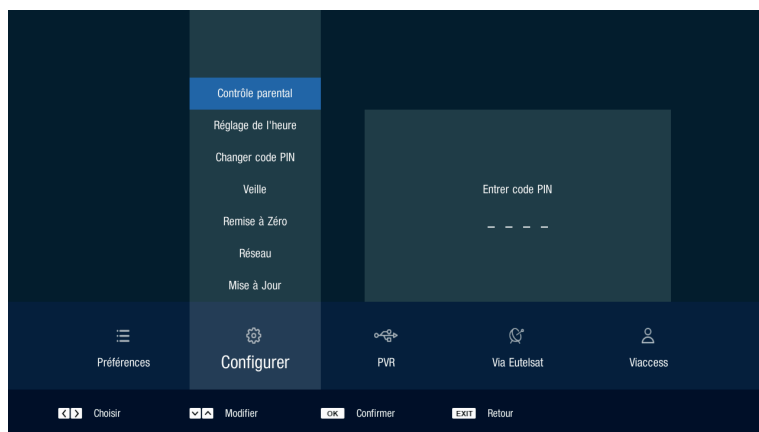 Contrôle parental
Réglage de l'heure
Changer code PIN
Veille
Remise à Zéro
Réseau
Mise à Jour
Entrer code PIN
_ _ _ _
Préférences
Configurer
PVR
Via Eutelsat
Viaccess
Choisir
Modifier
OK Confirmer
EXIT Retour